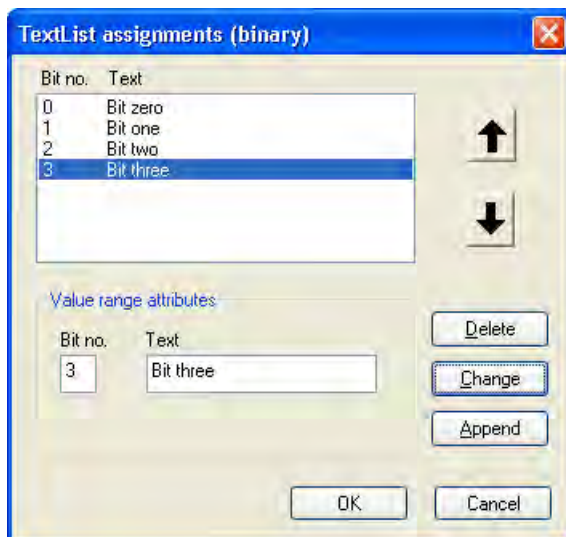 TextList assignments (binary)
Bit no. Text
0 Bit zero
1 Bit one
2 Bit two
3 Bit three
Value range attributes
Bit no. Text
3 Bit three
Delete
Change
Append
OK Cancel